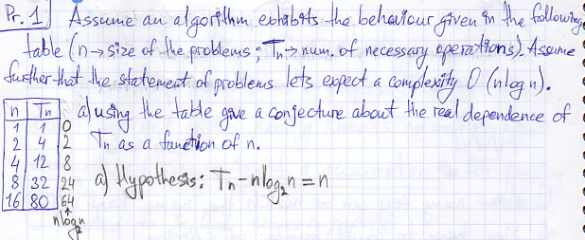 Pr. 1 Assume an algorithm exhibits the behaviour given in the following
table (n → size of the problems; Tn → num. of necessary operations). Assume
further that the statement of problems lets expect a complexity O (nlogn).
n Tn a) using the table give a conjecture about the real dependence of
1 1 0 Tn as a function of n.
2 4 2
4 12 8
8 32 24 a) Hypothesis: Tn - nlog2n = n
16 80 64
nlog2n